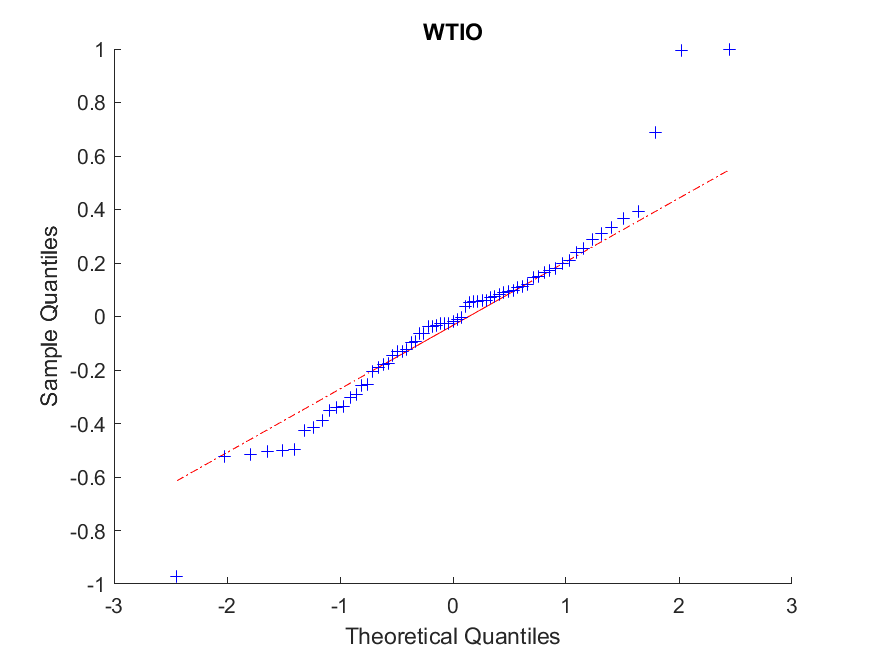 WTIO
1
0.8
0.6
0.4
0.2
0
-0.2
-0.4
-0.6
-0.8
-1
Sample Quantiles
-3 -2 -1 0 1 2 3
Theoretical Quantiles